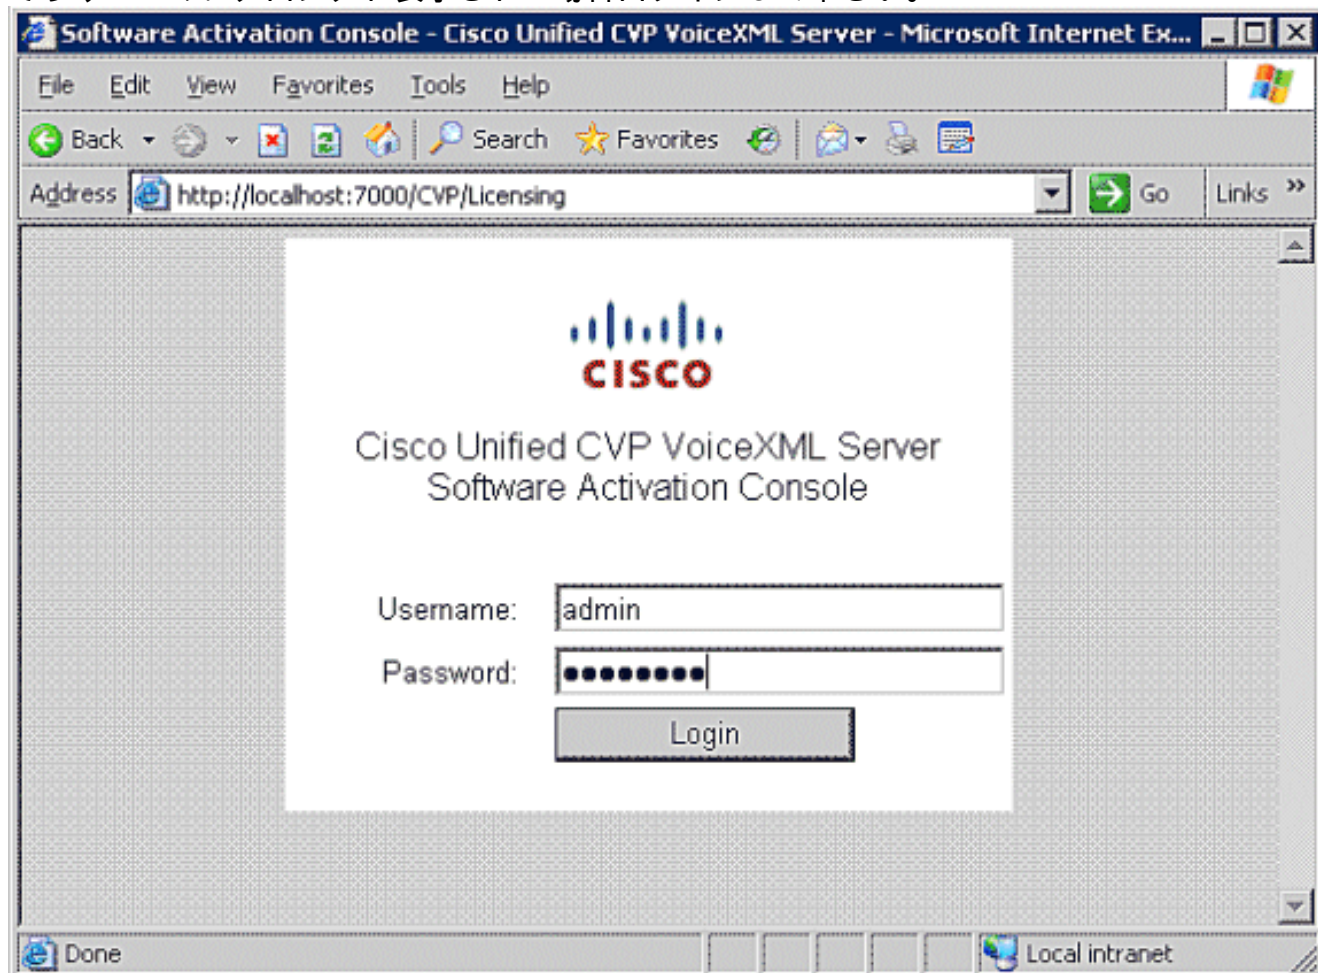 Software Activation Console - Cisco Unified CVP VoiceXML Server - Microsoft Internet Ex...
File Edit View Favorites Tools Help
Back Search Favorites
Address http://localhost:7000/CVP/Licensing Go Links »
CISCO
Cisco Unified CVP VoiceXML Server
Software Activation Console
Username: admin
Password: ●●●●●●●●
Login
Done Local intranet